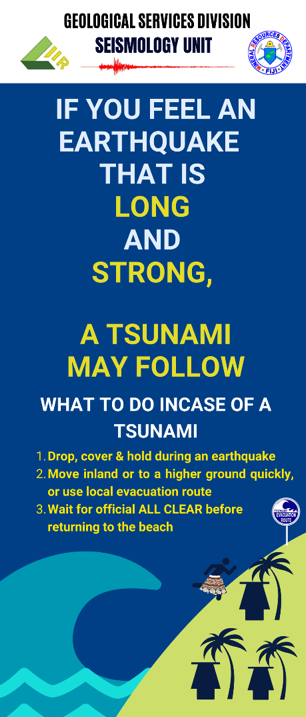 GEOLOGICAL SERVICES DIVISION
SEISMOLOGY UNIT
MINERAL RESOURCES DEPARTMENT
FIJI
IF YOU FEEL AN
EARTHQUAKE
THAT IS
LONG
AND
STRONG,
A TSUNAMI
MAY FOLLOW
WHAT TO DO INCASE OF A
TSUNAMI
1. Drop, cover & hold during an earthquake
2. Move inland or to a higher ground quickly,
or use local evacuation route
3. Wait for official ALL CLEAR before
returning to the beach
EVACUATION
ROUTE